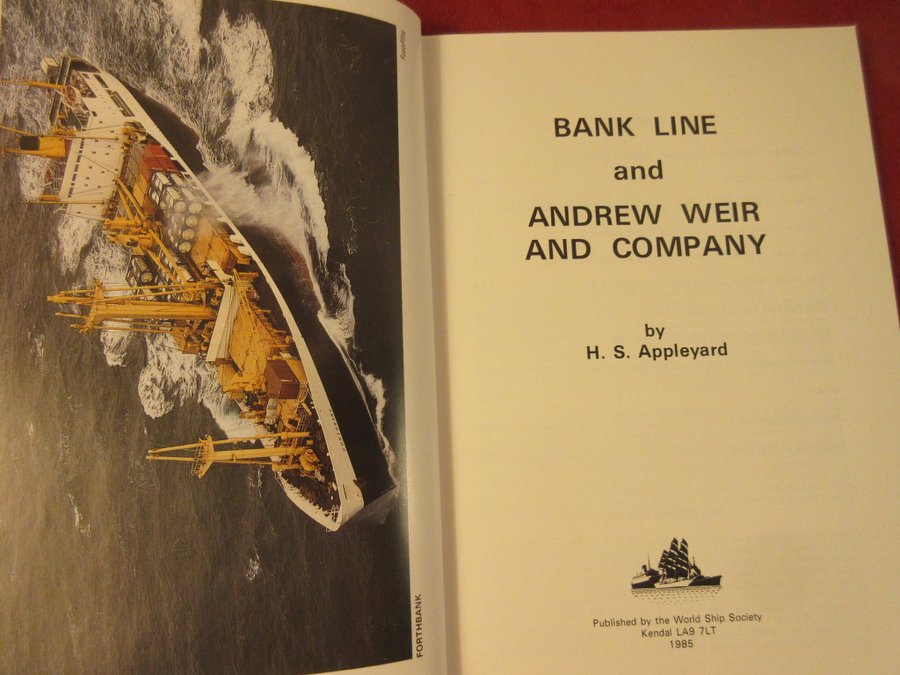 Fotoflite
FORTHBANK
BANK LINE
and
ANDREW WEIR
AND COMPANY
by
H. S. Appleyard
Published by the World Ship Society
Kendal LA9 7LT
1985